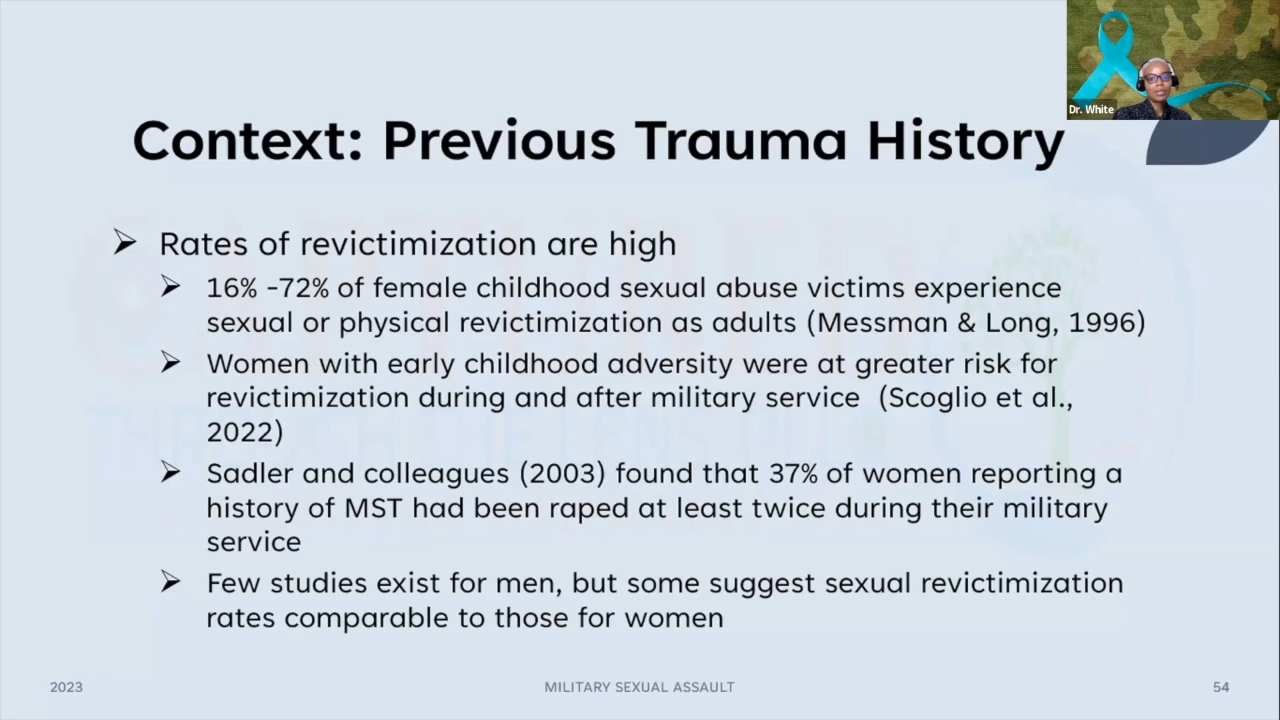 Dr. White
Context: Previous Trauma History
➢ Rates of revictimization are high
➢ 16% -72% of female childhood sexual abuse victims experience
sexual or physical revictimization as adults (Messman & Long, 1996)
➢ Women with early childhood adversity were at greater risk for
revictimization during and after military service (Scoglio et al.,
2022)
➢ Sadler and colleagues (2003) found that 37% of women reporting a
history of MST had been raped at least twice during their military
service
➢ Few studies exist for men, but some suggest sexual revictimization
rates comparable to those for women
2023 MILITARY SEXUAL ASSAULT 54